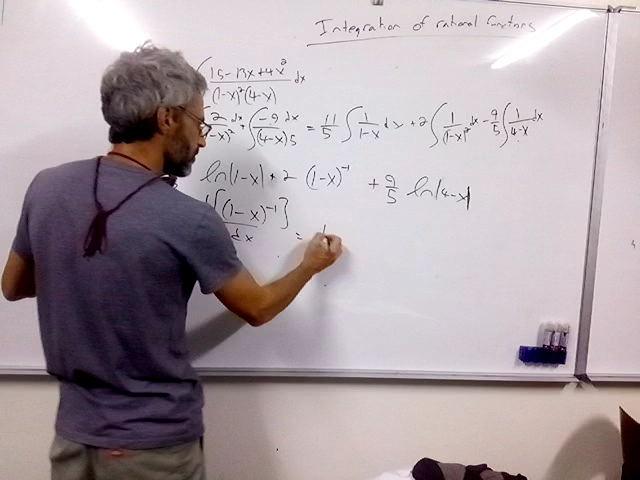 Integration of rational functions
∫ 15-13x+4x² / (1-x)²(4-x) dx
2 dx / (1-x)² + ∫ -9 dx / (4-x)5 = 11/5 ∫ 1/(1-x) dx + 2 ∫ 1/(1-x)² dx - 9/5 ∫ 1/(4-x) dx
ln|1-x| + 2 (1-x)⁻¹ + 9/5 ln|4-x|
d{(1-x)⁻¹} / dx = 1